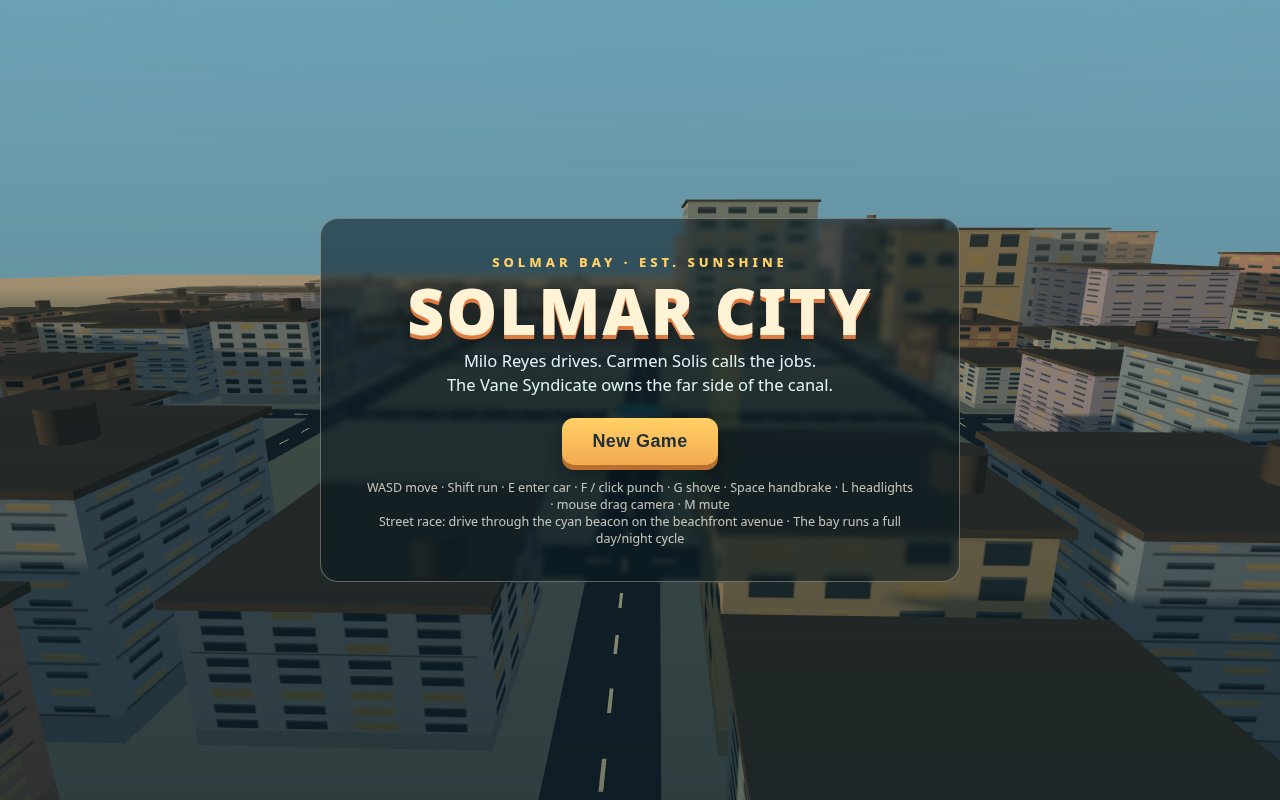 SOLMAR BAY · EST. SUNSHINE
SOLMAR CITY
Milo Reyes drives. Carmen Solis calls the jobs.
The Vane Syndicate owns the far side of the canal.
New Game
WASD move · Shift run · E enter car · F / click punch · G shove · Space handbrake · L headlights
· mouse drag camera · M mute
Street race: drive through the cyan beacon on the beachfront avenue · The bay runs a full
day/night cycle